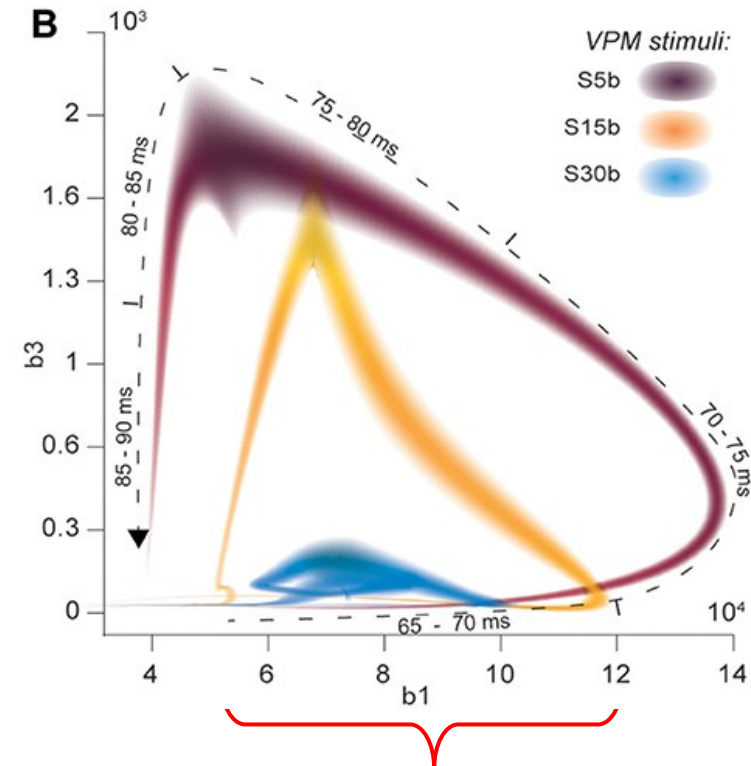 B
10³
VPM stimuli:
S5b
S15b
S30b
75 - 80 ms
80 - 85 ms
85 - 90 ms
70 - 75 ms
65 - 70 ms
b3
2
1.6
1.3
1
0.6
0.3
0
10⁴
4 6 8 10 12 14
b1